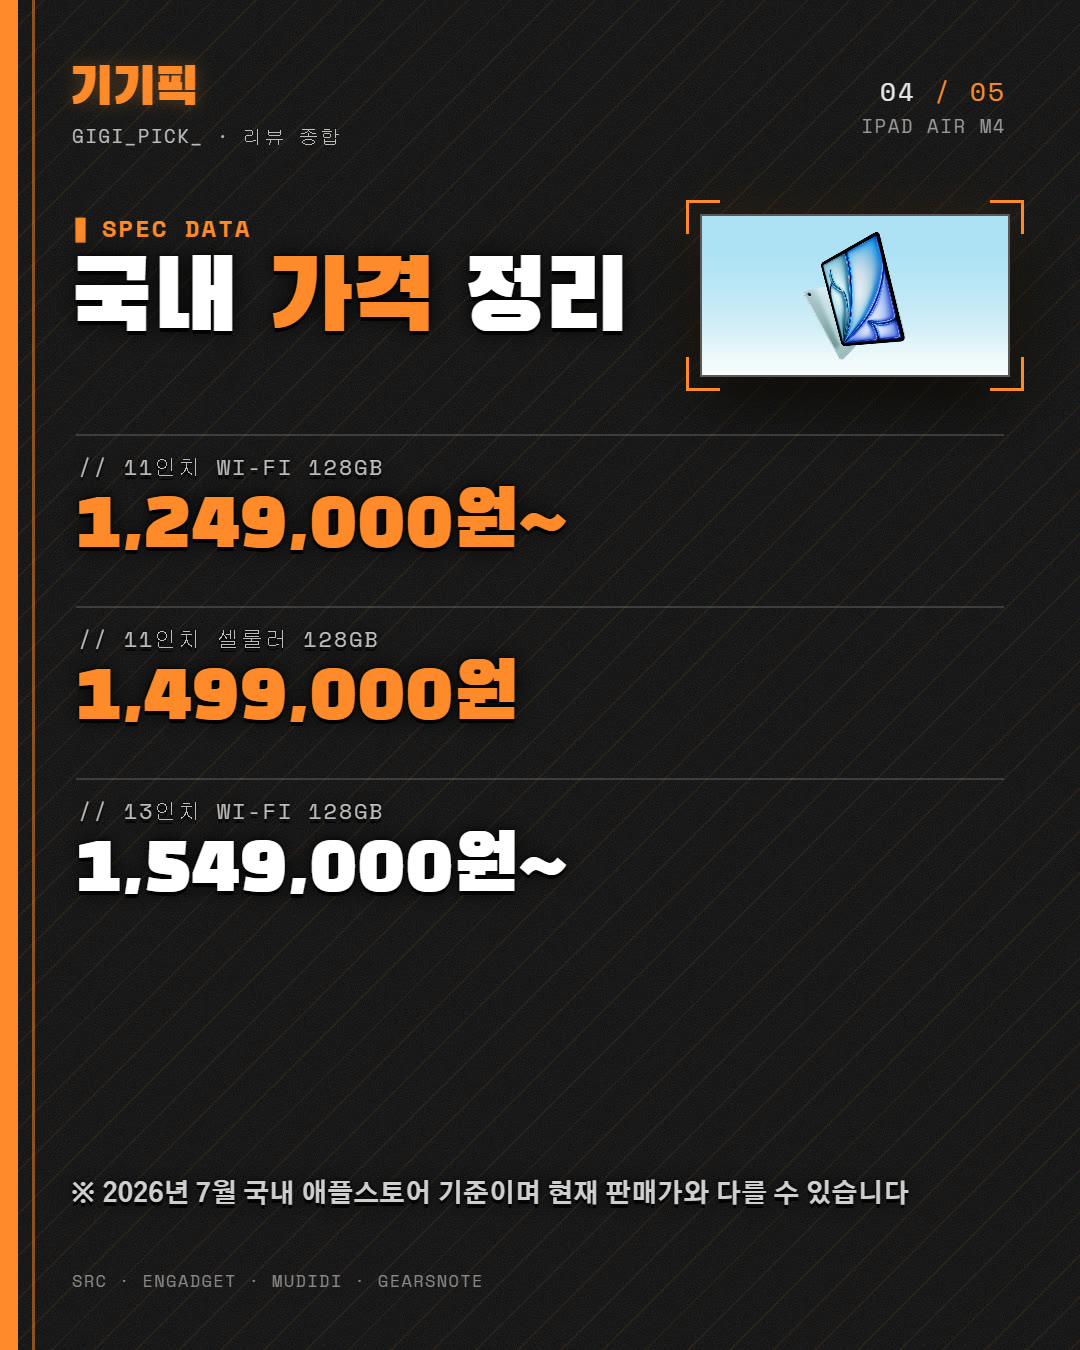 기기픽
GIGI_PICK_ · 리뷰 종합
04 / 05
IPAD AIR M4
SPEC DATA
국내 가격 정리
// 11인치 WI-FI 128GB
1,249,000원~
// 11인치 셀룰러 128GB
1,499,000원
// 13인치 WI-FI 128GB
1,549,000원~
※ 2026년 7월 국내 애플스토어 기준이며 현재 판매가와 다를 수 있습니다
SRC · ENGADGET · MUDIDI · GEARSNOTE